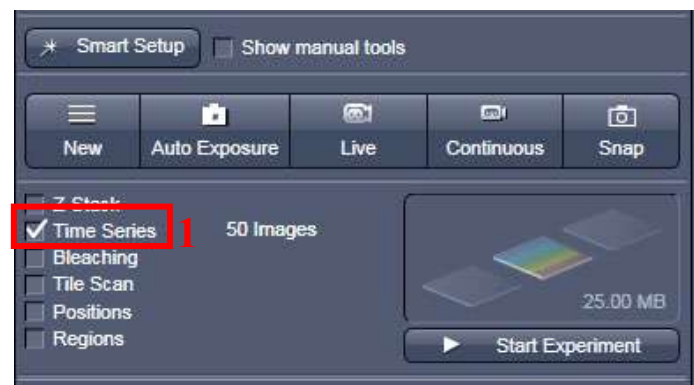 Smart Setup Show manual tools
New Auto Exposure Live Continuous Snap
Z Stack
Time Series 1 50 Images
Bleaching
Tile Scan 25.00 MB
Positions
Regions Start Experiment